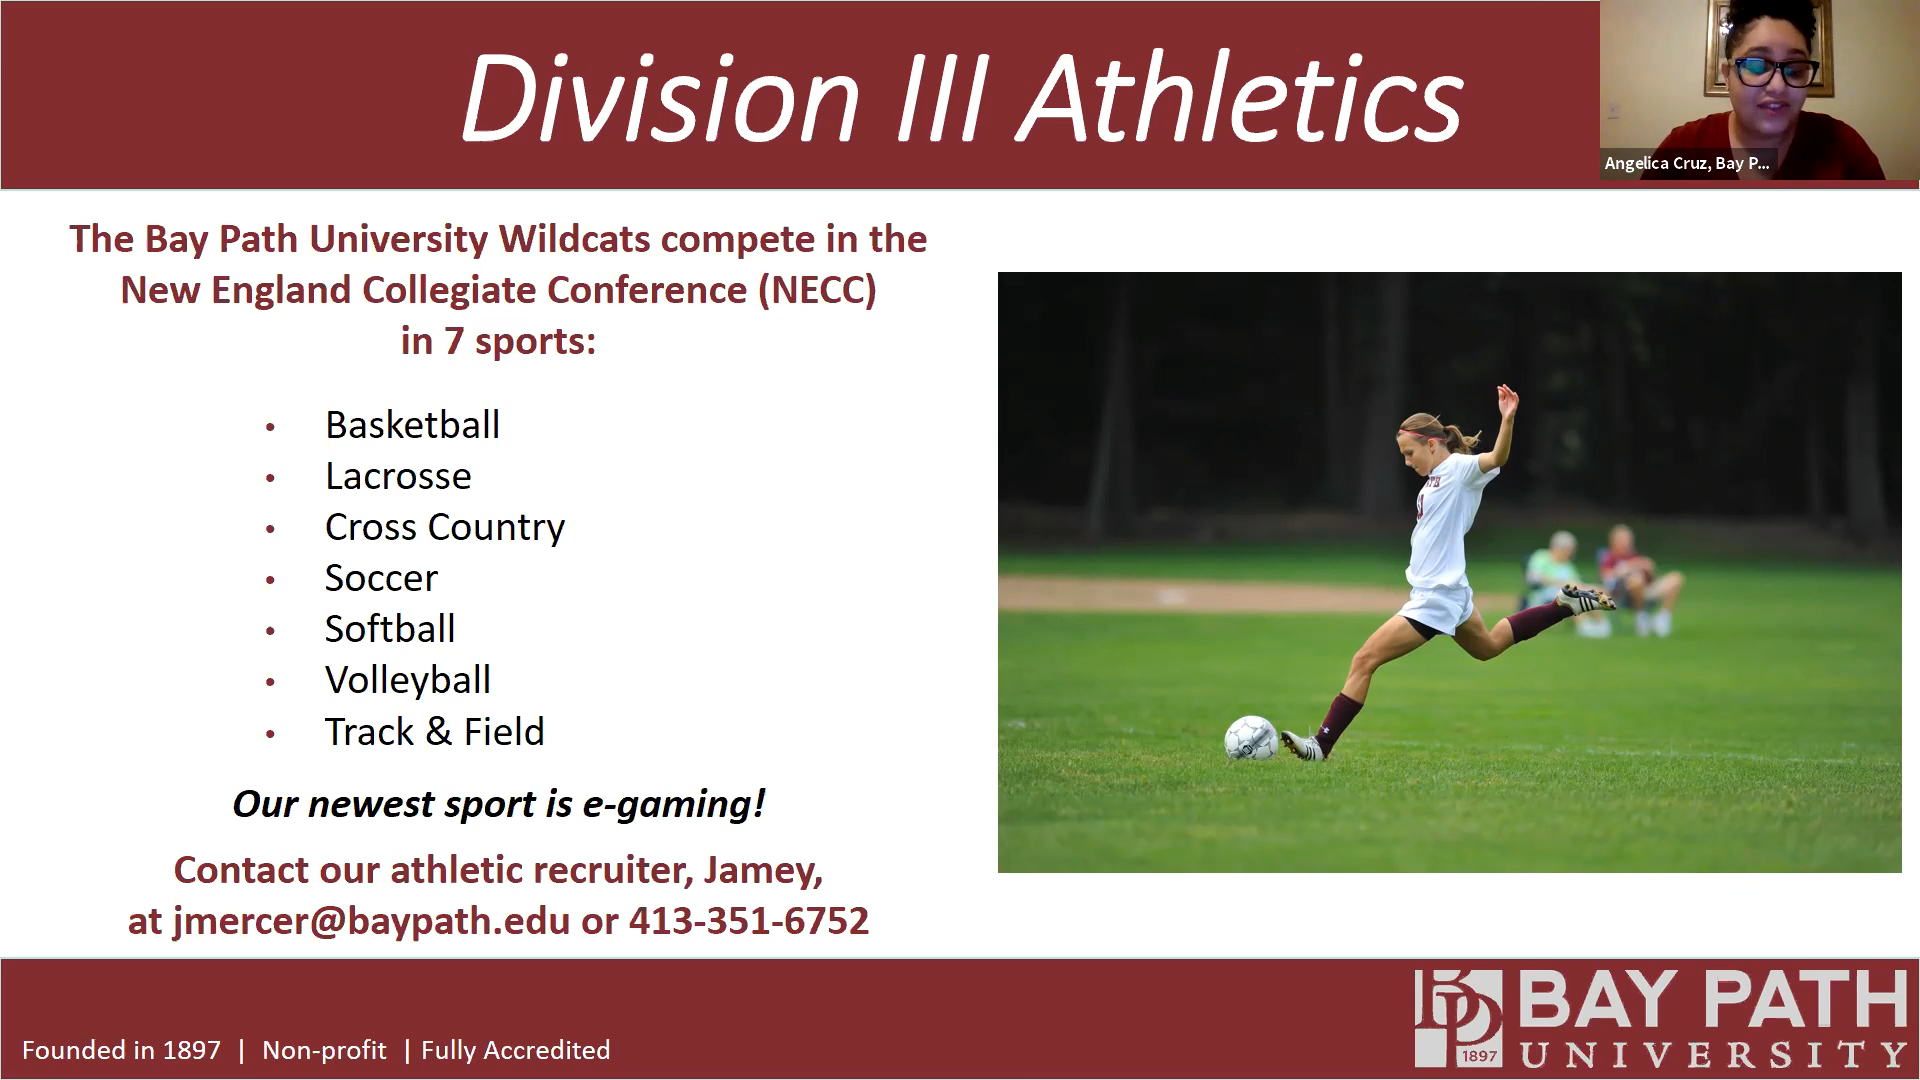 Division III Athletics
Angelica Cruz, Bay P...
The Bay Path University Wildcats compete in the
New England Collegiate Conference (NECC)
in 7 sports:
• Basketball
• Lacrosse
• Cross Country
• Soccer
• Softball
• Volleyball
• Track & Field
Our newest sport is e-gaming!
Contact our athletic recruiter, Jamey,
at jmercer@baypath.edu or 413-351-6752
Founded in 1897 | Non-profit | Fully Accredited
BP
1897
BAY PATH
UNIVERSITY